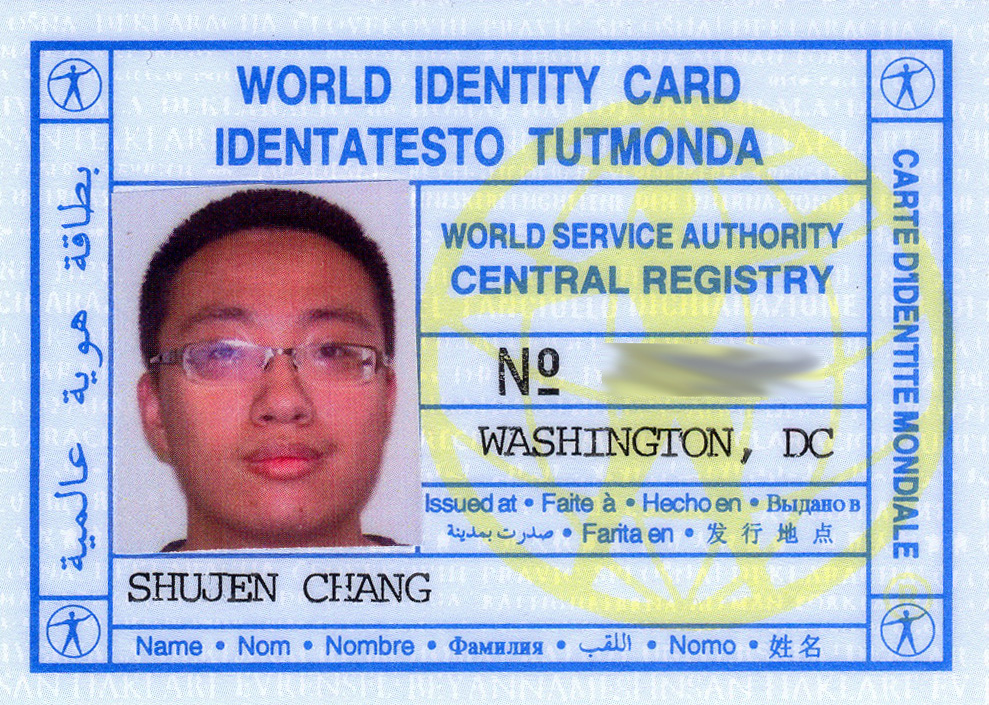 WORLD IDENTITY CARD
IDENTATESTO TUTMONDA
بطاقة هوية عالمية
WORLD SERVICE AUTHORITY
CENTRAL REGISTRY
Nº
WASHINGTON, DC
Issued at • Faite à • Hecho en • Выдано в
صدرت بمدينة • Farita en • 发行地点
CARTE D'IDENTITE MONDIALE
SHUJEN CHANG
Name • Nom • Nombre • Фамилия • اللقب • Nomo • 姓名